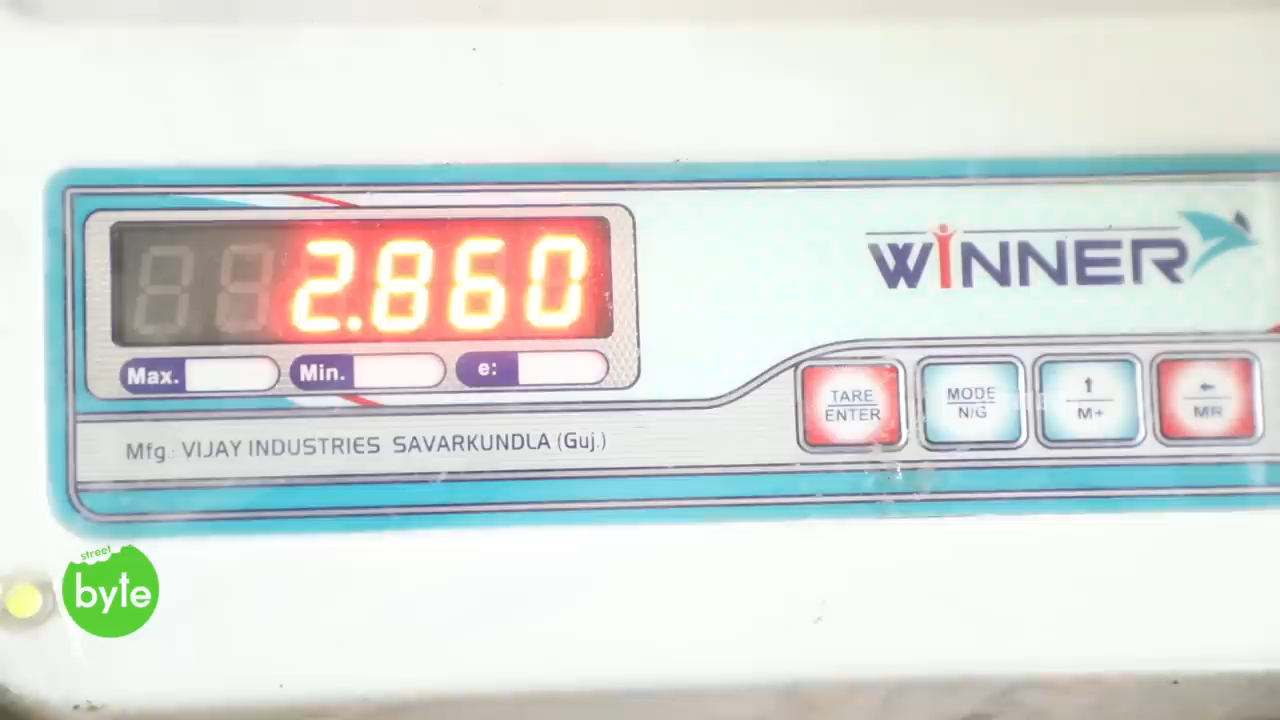 2.860
WINNER
Max.
Min.
e:
TARE
ENTER
MODE
N/G
↑
M+
←
MR
Mfg.: VIJAY INDUSTRIES SAVARKUNDLA (Guj.)
street
byte